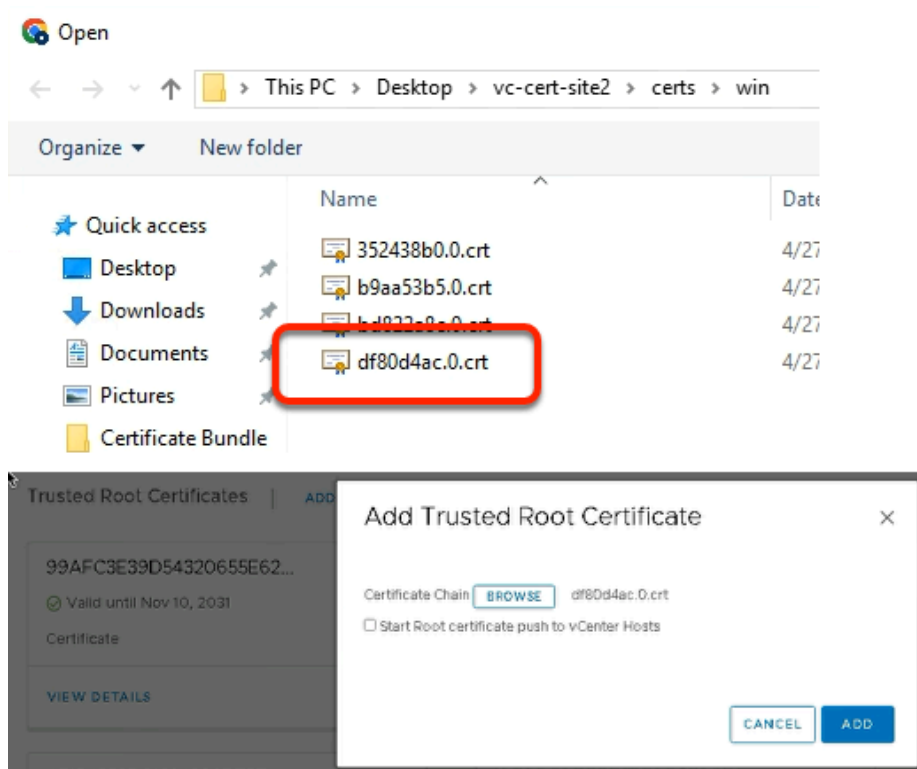 Open
This PC > Desktop > vc-cert-site2 > certs > win
Organize
New folder
Name
Date
Quick access
Desktop
Downloads
Documents
Pictures
Certificate Bundle
352438b0.0.crt
4/27
b9aa53b5.0.crt
4/27
4/27
df80d4ac.0.crt
4/27
Trusted Root Certificates | ADD
99AFC3E39D54320655E62...
Valid until Nov 10, 2031
Certificate
VIEW DETAILS
Add Trusted Root Certificate
Certificate Chain BROWSE df80d4ac.0.crt
Start Root certificate push to vCenter Hosts
CANCEL ADD